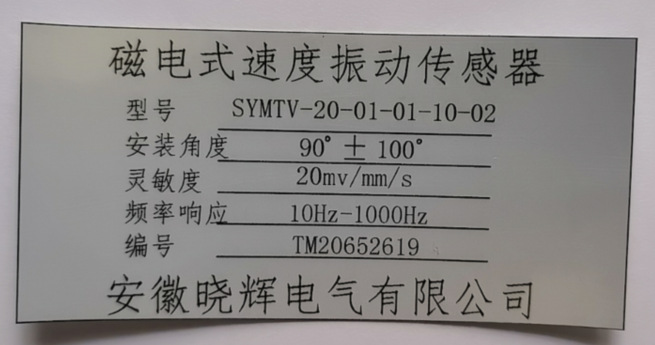 磁电式速度振动传感器
型号 SYMTV-20-01-01-10-02
安装角度 90°±100°
灵敏度 20mv/mm/s
频率响应 10Hz-1000Hz
编号 TM20652619
安徽晓辉电气有限公司